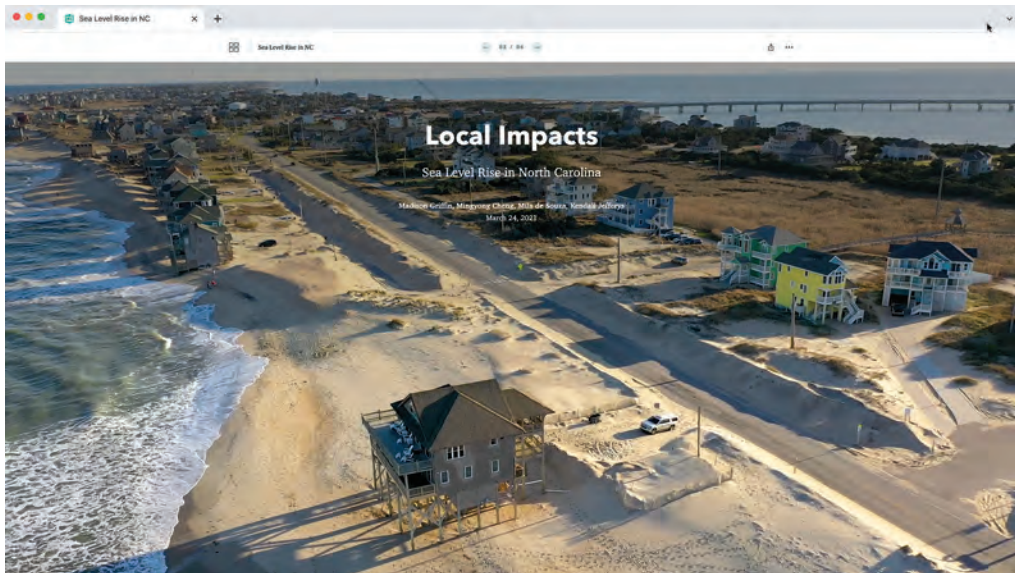 Sea Level Rise in NC
Sea Level Rise in NC
Local Impacts
Sea Level Rise in North Carolina
Madison Griffin, Mingyong Cheng, Mila de Souza, Kendall Jefferys
March 24, 2023